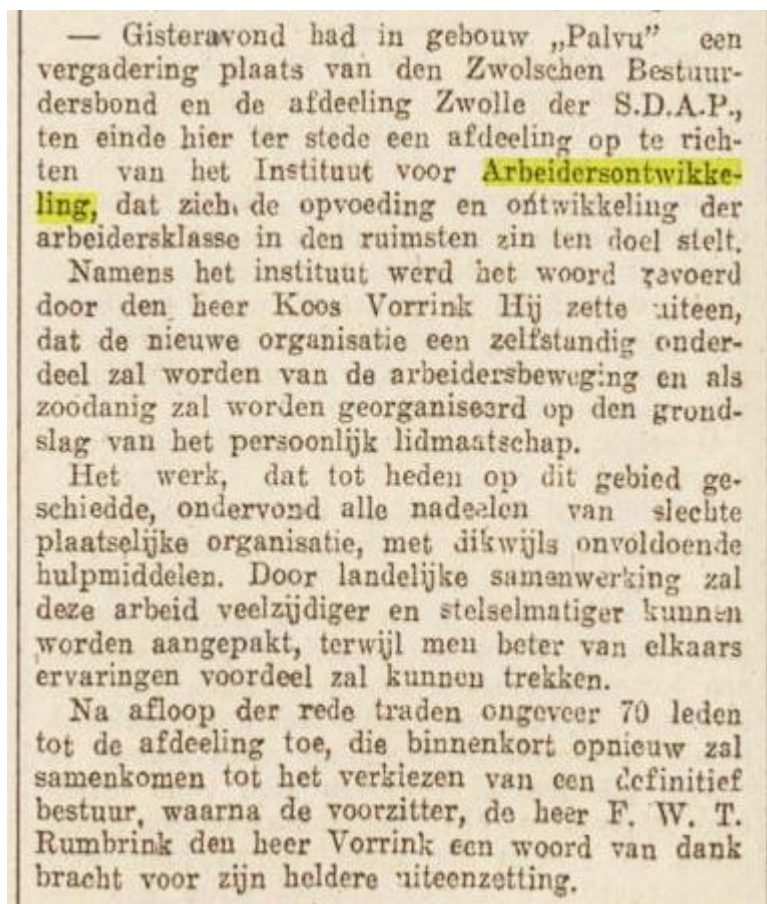 — Gisteravond had in gebouw „Palvu” een
vergadering plaats van den Zwolschen Bestuur-
dersbond en de afdeeling Zwolle der S.D.A.P.,
ten einde hier ter stede een afdeeling op te rich-
ten van het Instituut voor Arbeidersontwikke-
ling, dat zich de opvoeding en ontwikkeling der
arbeidersklasse in den ruimsten zin ten doel stelt.
Namens het instituut werd het woord gevoerd
door den heer Koos Vorrink Hij zette uiteen,
dat de nieuwe organisatie een zelfstandig onder-
deel zal worden van de arbeidersbeweging en als
zoodanig zal worden georganiseerd op den grond-
slag van het persoonlijk lidmaatschap.
Het werk, dat tot heden op dit gebied ge-
schiedde, ondervond alle nadeelen van slechte
plaatselijke organisatie, met dikwijls onvoldoende
hulpmiddelen. Door landelijke samenwerking zal
deze arbeid veelzijdiger en stelselmatiger kunnen
worden aangepakt, terwijl men beter van elkaars
ervaringen voordeel zal kunnen trekken.
Na afloop der rede traden ongeveer 70 leden
tot de afdeeling toe, die binnenkort opnieuw zal
samenkomen tot het verkiezen van een definitief
bestuur, waarna de voorzitter, de heer F. W. T.
Rumbrink den heer Vorrink een woord van dank
bracht voor zijn heldere uiteenzetting.